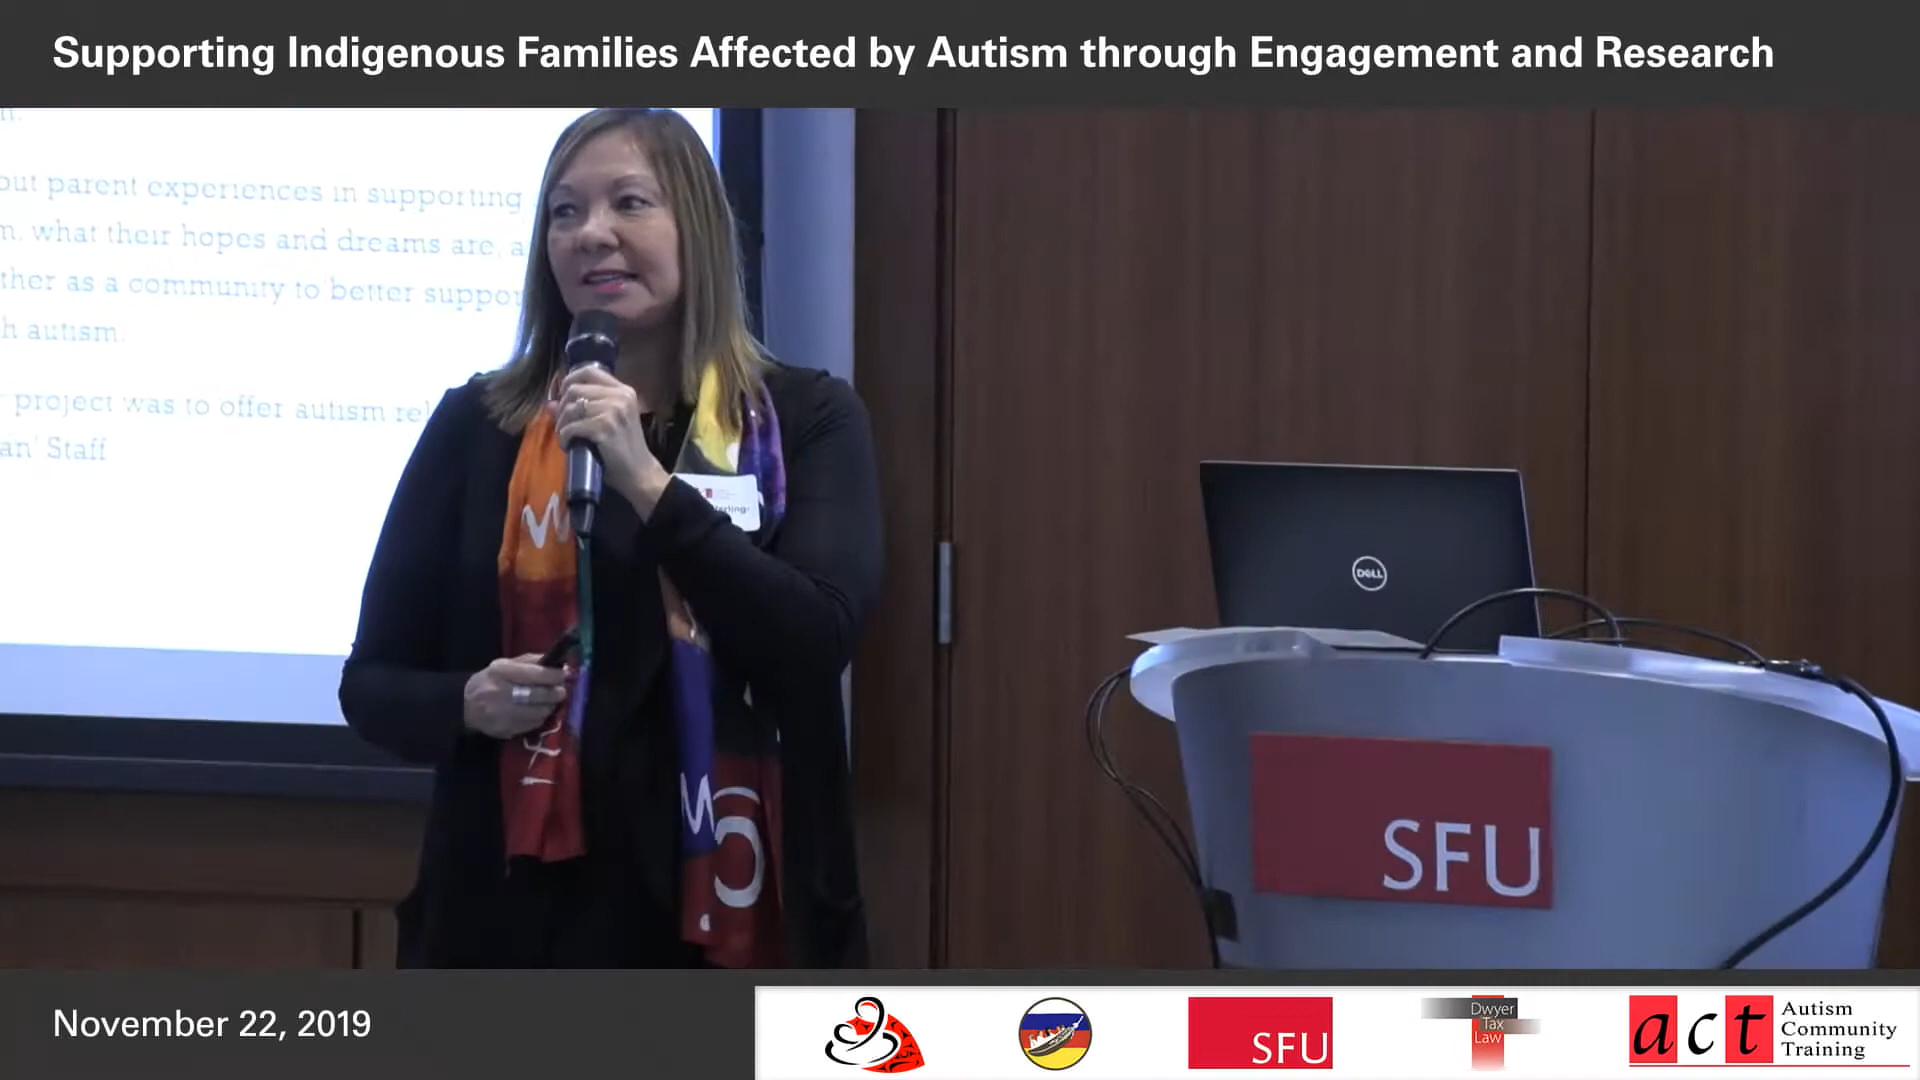 Supporting Indigenous Families Affected by Autism through Engagement and Research
out parent experiences in supporting
m, what their hopes and dreams are, a
ther as a community to better suppor
h autism.
project was to offer autism rel
an' Staff
DELL
SFU
November 22, 2019
SFU
Dwyer
Tax
Law
act
Autism
Community
Training